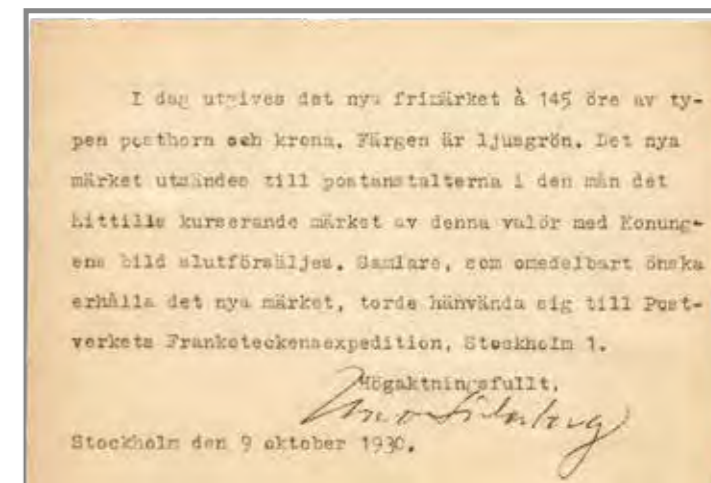 I dag utgives det nya frimärket à 145 öre av ty-
pen posthorn och krona. Färgen är ljusgrön. Det nya
märket utsändes till postanstalterna i den mån det
hittills kurserande märket av denna valör med Konung-
ens bild slutförsäljes. Samlare, som omedelbart önska
erhålla det nya märket, torde hänvända sig till Post-
verkets Frankoteckensexpedition, Stockholm 1.
Högaktningsfullt,
Stockholm den 9 oktober 1930.